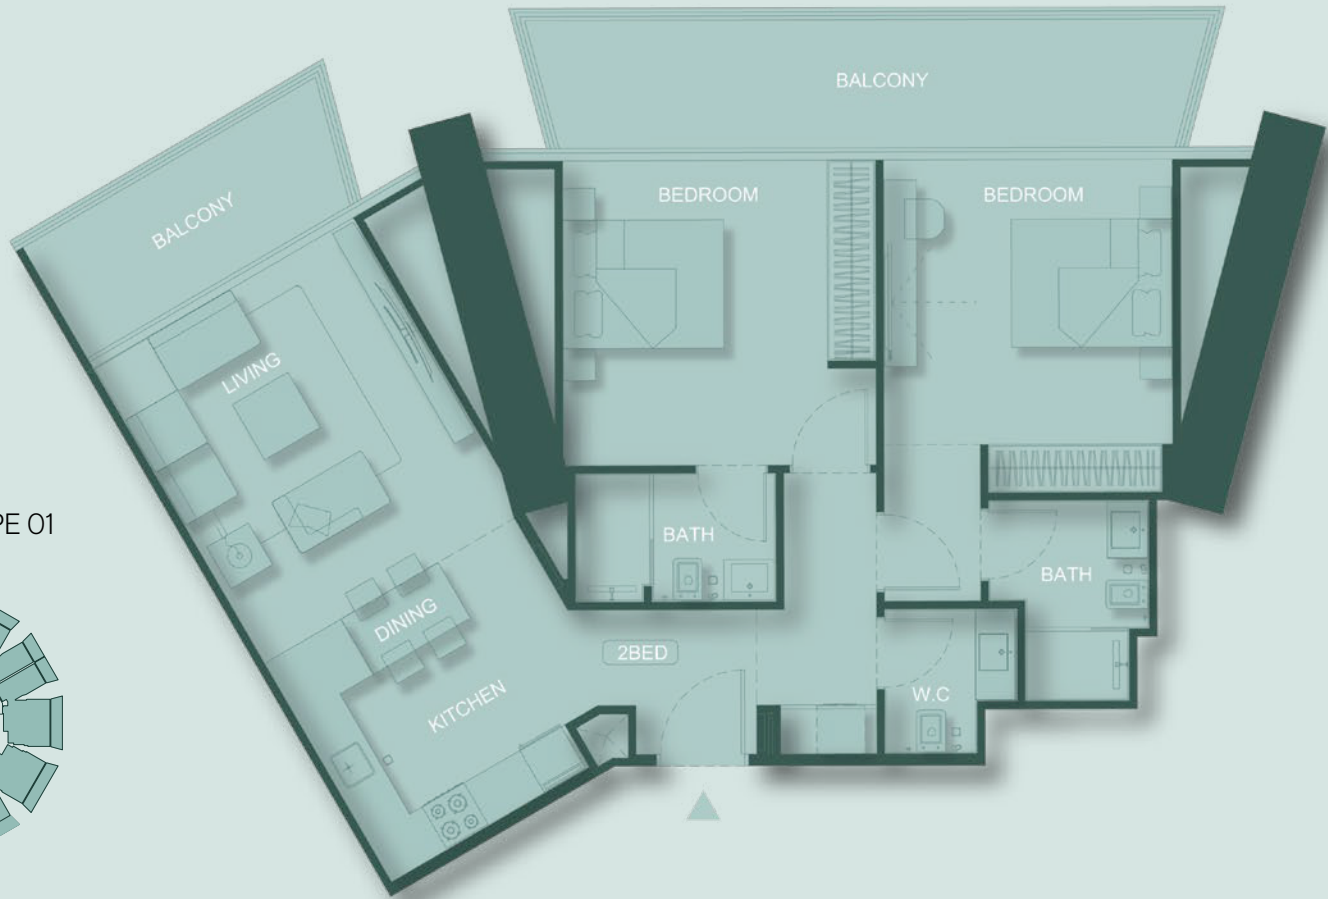 BALCONY
BALCONY
BEDROOM
BEDROOM
LIVING
BATH
BATH
DINING
2BED
KITCHEN
W.C
PE 01